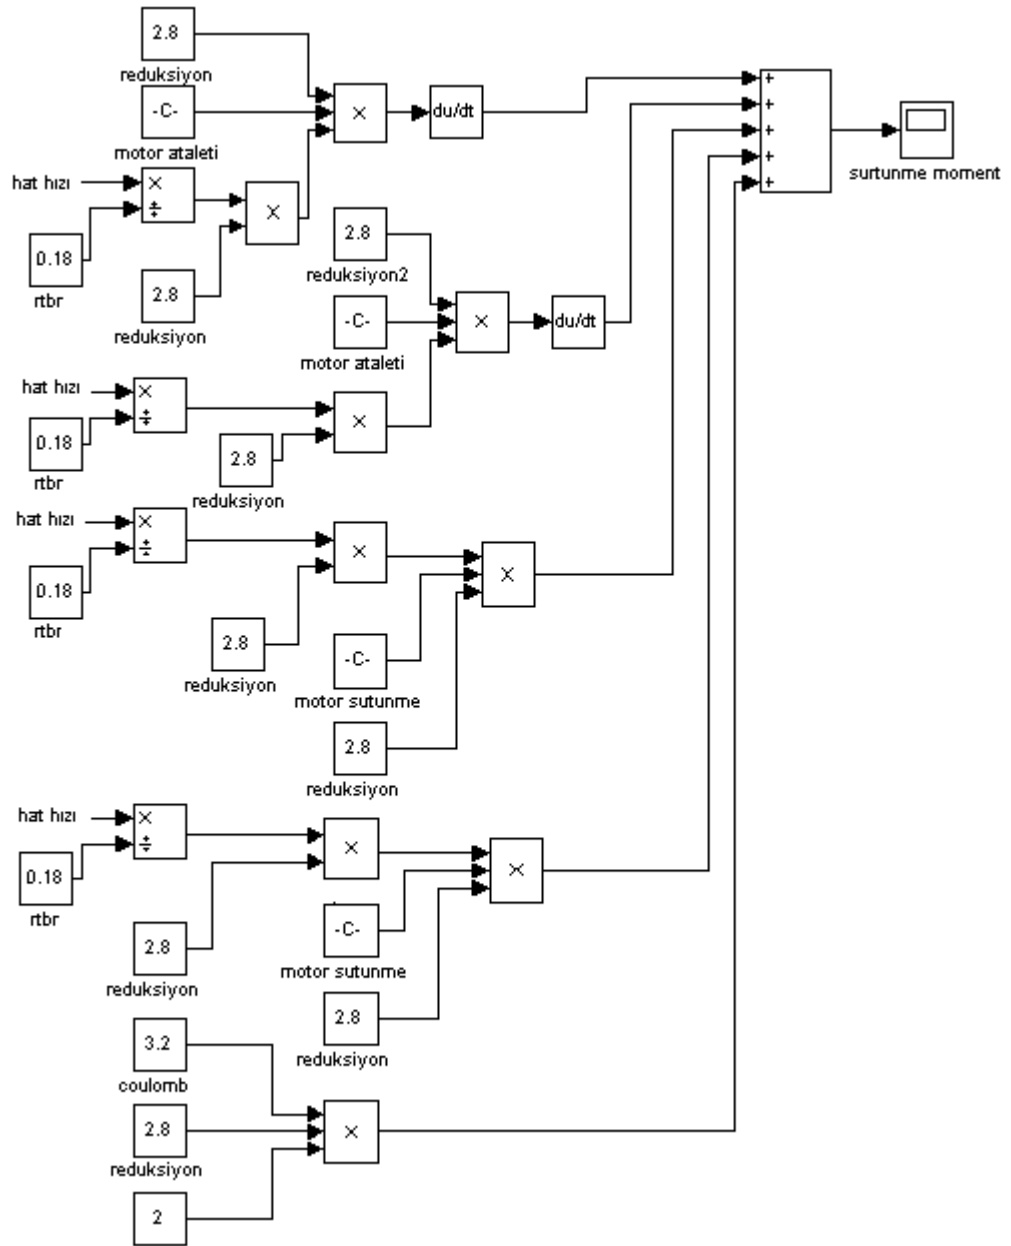 2.8
reduksiyon
-C-
motor ataleti
hat hızı
×
÷
0.18
rtbr
×
2.8
reduksiyon
×
du/dt
+
+
+
+
+
surtunme moment
2.8
reduksiyon2
-C-
motor ataleti
×
du/dt
hat hızı
×
÷
0.18
rtbr
×
2.8
reduksiyon
hat hızı
×
÷
0.18
rtbr
×
2.8
reduksiyon
×
-C-
motor sutunme
2.8
reduksiyon
hat hızı
×
÷
0.18
rtbr
×
2.8
reduksiyon
×
-C-
motor sutunme
2.8
reduksiyon
3.2
coulomb
2.8
reduksiyon
×
2